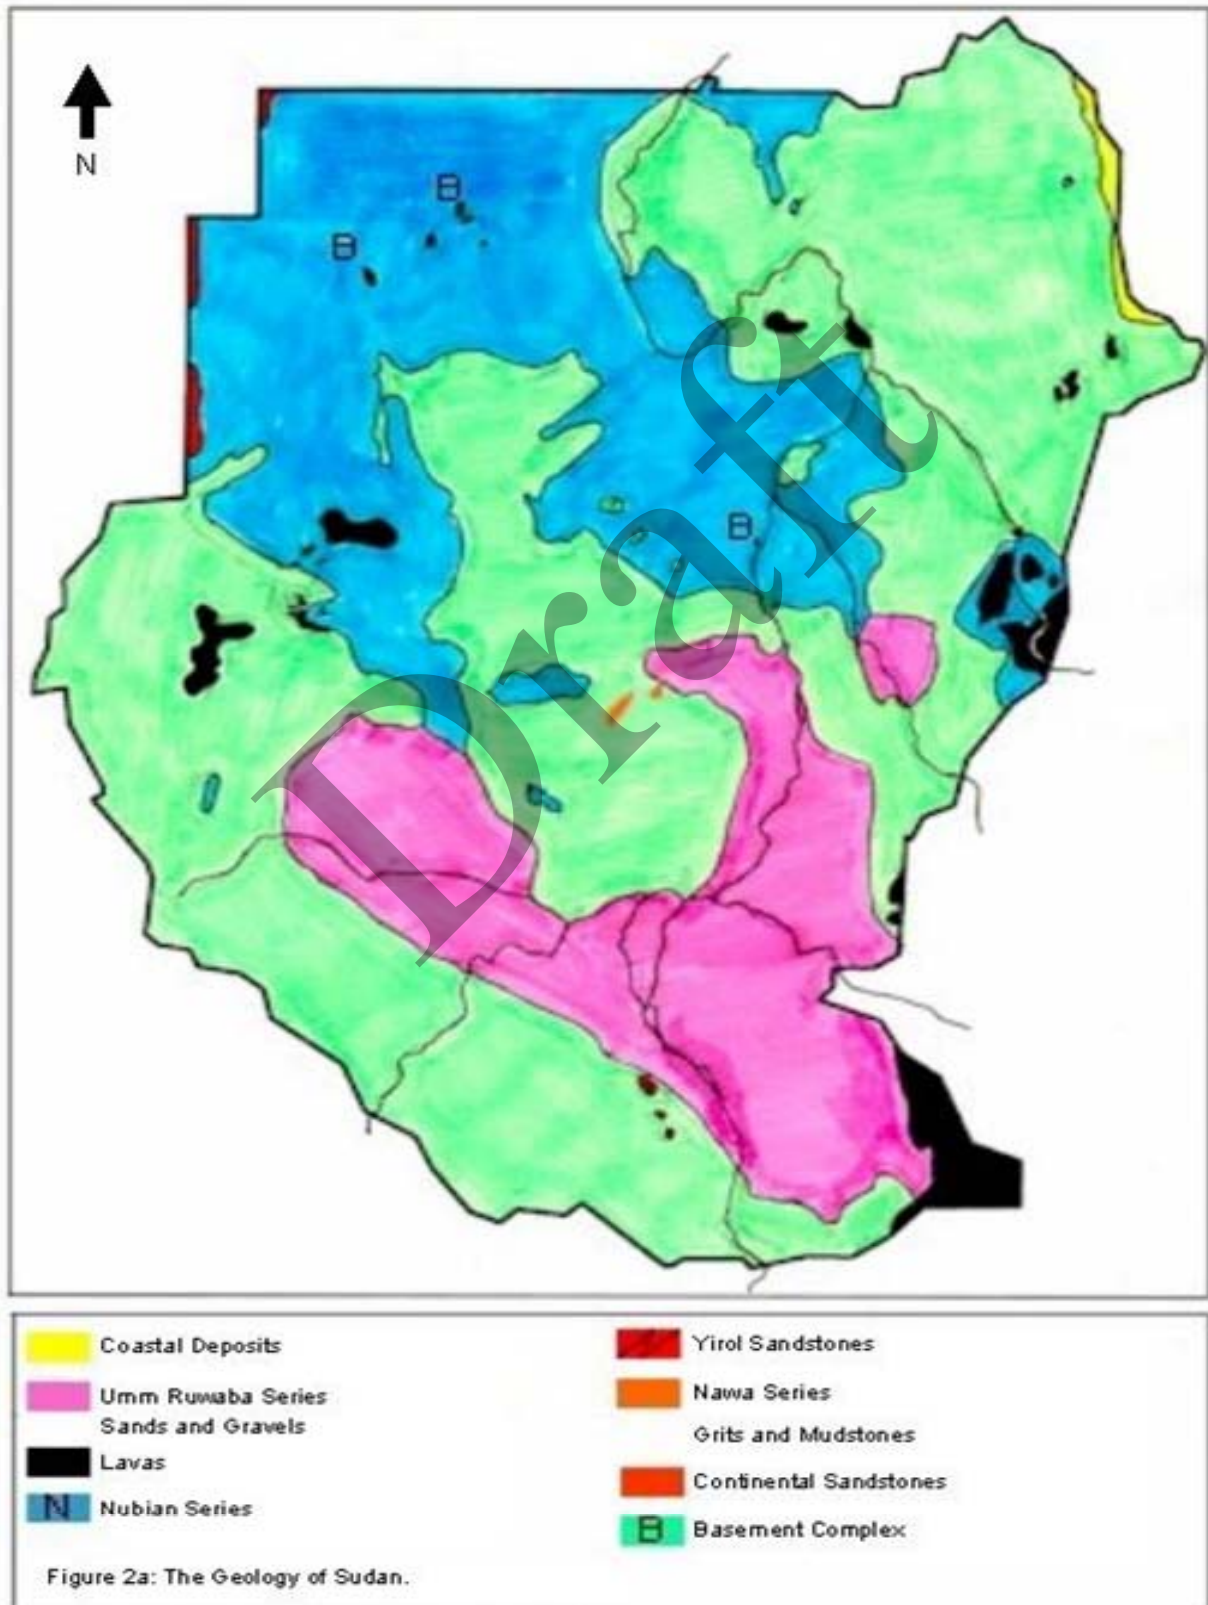 N
B
B
B
Draft
Coastal Deposits
Umm Ruwaba Series
Sands and Gravels
Lavas
N Nubian Series
Yirol Sandstones
Nawa Series
Grits and Mudstones
Continental Sandstones
B Basement Complex
Figure 2a: The Geology of Sudan.